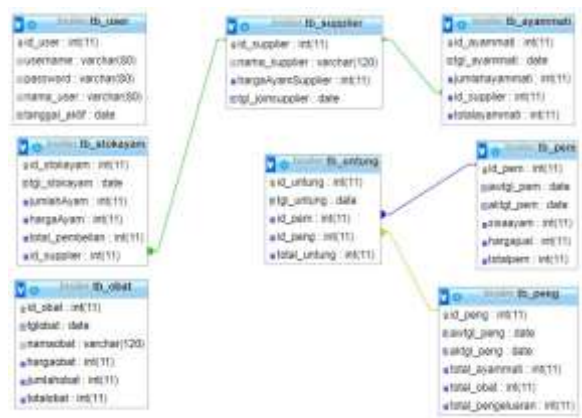 tb_user
id_user : int(11)
username : varchar(80)
password : varchar(80)
nama_user : varchar(80)
tanggal_aktif : date
tb_supplier
id_supplier : int(11)
nama_supplier : varchar(120)
hargaAyamSupplier : int(11)
tgl_joinsupplier : date
tb_ayammati
id_ayammati : int(11)
tgl_ayammati : date
jumlahayammati : int(11)
id_supplier : int(11)
totalayammati : int(11)
tb_stokayam
id_stokayam : int(11)
tgl_stokayam : date
jumlahAyam : int(11)
hargaAyam : int(11)
total_pembelian : int(11)
id_supplier : int(11)
tb_untung
id_untung : int(11)
tgl_untung : date
id_pem : int(11)
id_peng : int(11)
total_untung : int(11)
tb_pem
id_pem : int(11)
awtgl_pem : date
aktgl_pem : date
sisaayam : int(11)
hargajual : int(11)
totalpem : int(11)
tb_obat
id_obat : int(11)
tglobat : date
namaobat : varchar(120)
hargaobat : int(11)
jumlahobat : int(11)
totalobat : int(11)
tb_peng
id_peng : int(11)
awtgl_peng : date
aktgl_peng : date
total_ayammati : int(11)
total_obat : int(11)
total_pengeluaran : int(11)